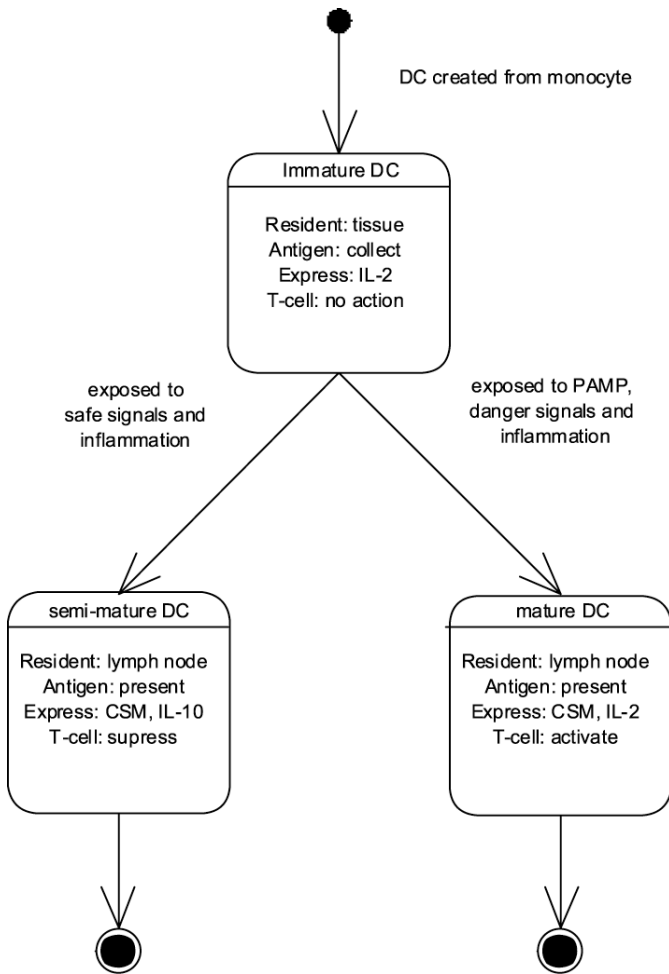 DC created from monocyte
Immature DC
Resident: tissue
Antigen: collect
Express: IL-2
T-cell: no action
exposed to
safe signals and
inflammation
exposed to PAMP,
danger signals and
inflammation
semi-mature DC
Resident: lymph node
Antigen: present
Express: CSM, IL-10
T-cell: supress
mature DC
Resident: lymph node
Antigen: present
Express: CSM, IL-2
T-cell: activate